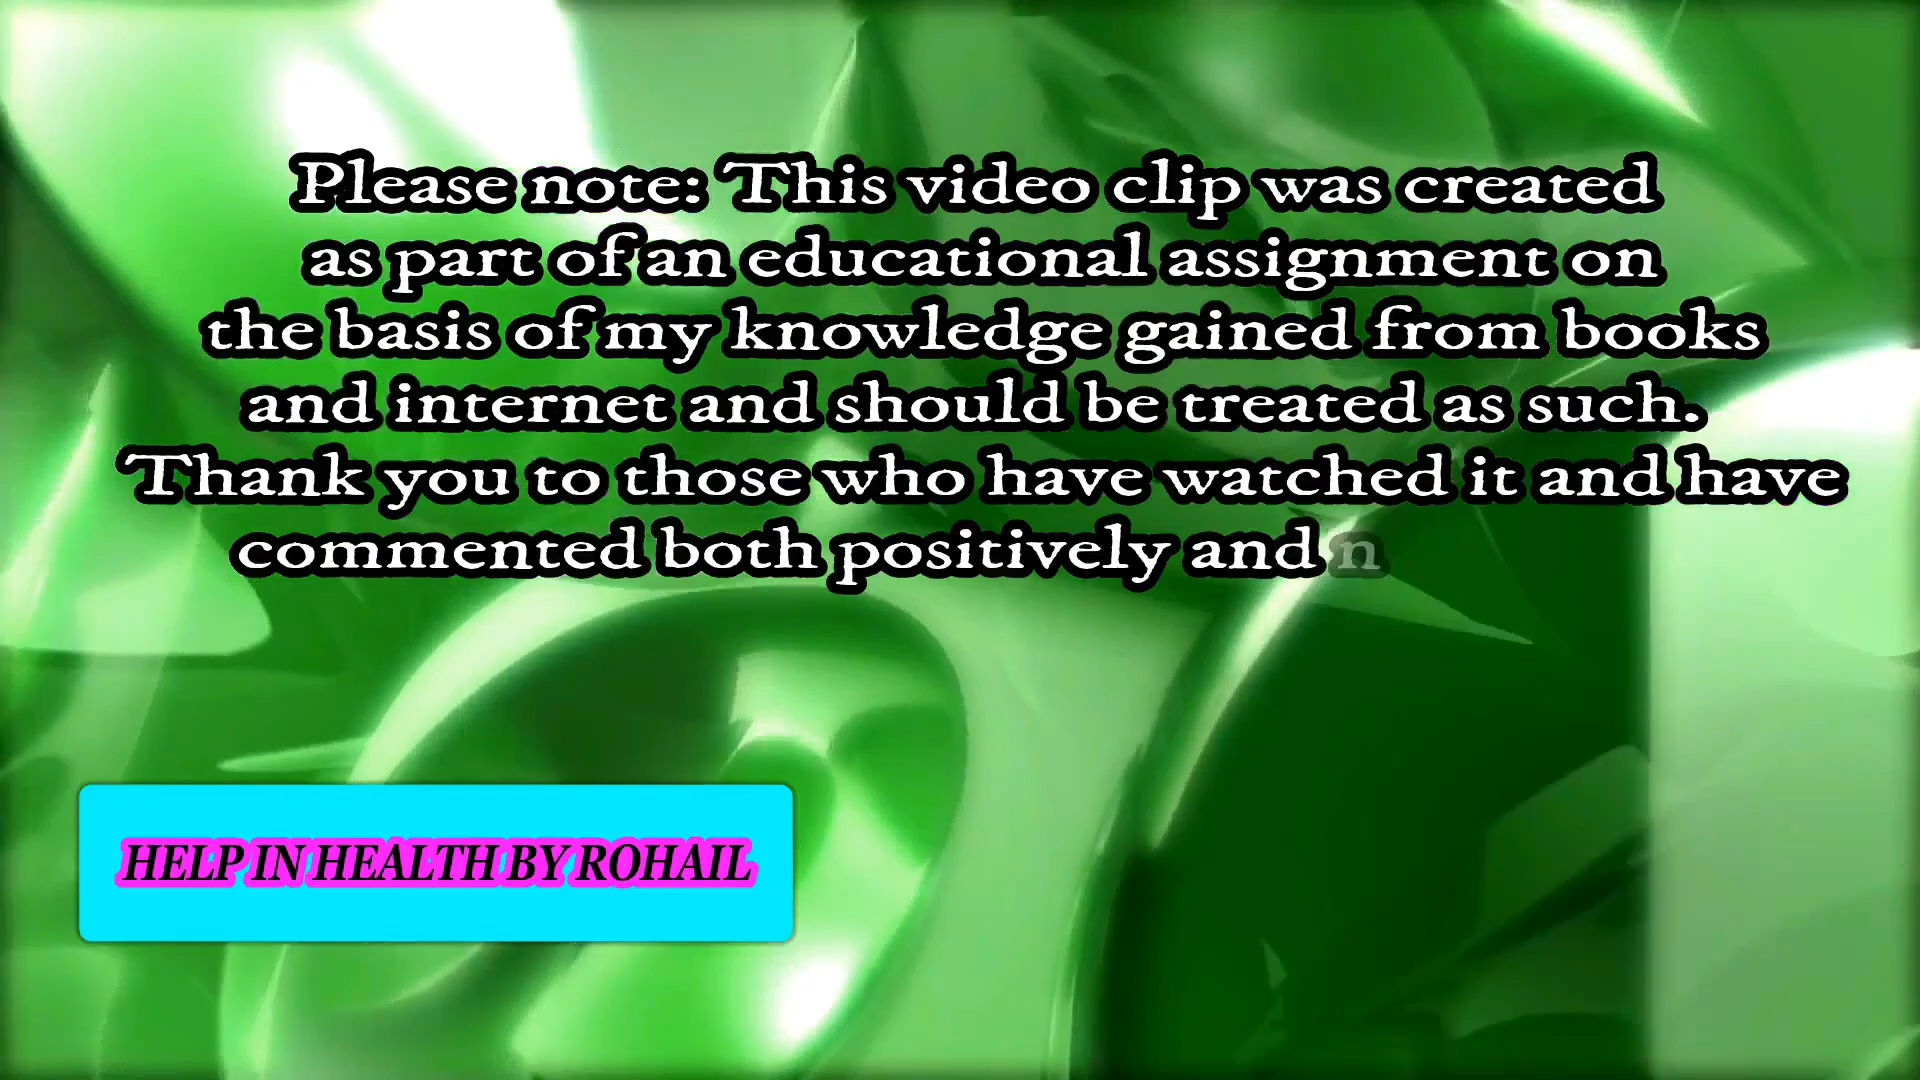 Please note: This video clip was created
as part of an educational assignment on
the basis of my knowledge gained from books
and internet and should be treated as such.
Thank you to those who have watched it and have
commented both positively and n
HELP IN HEALTH BY ROHAIL